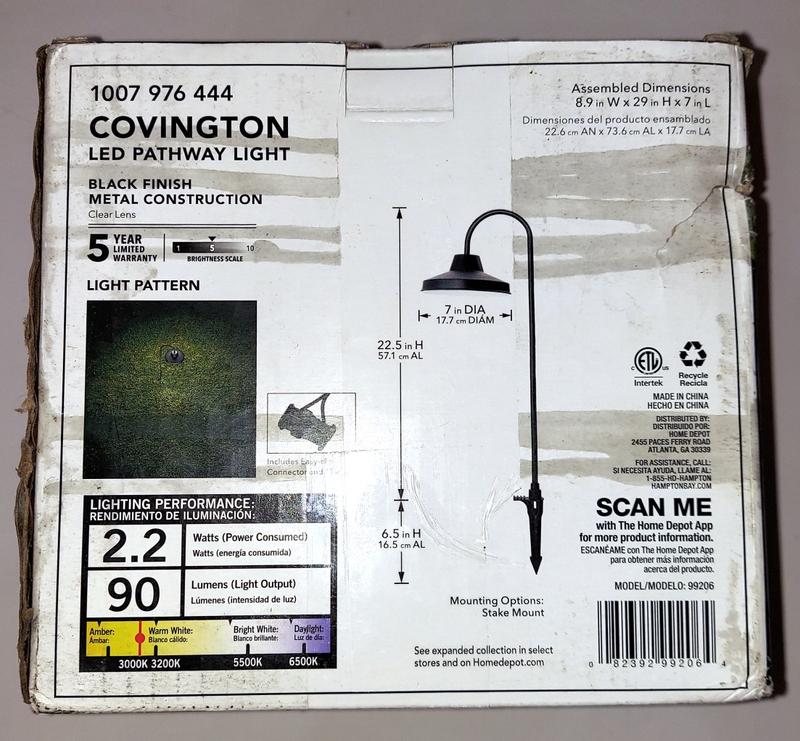 1007 976 444
COVINGTON
LED PATHWAY LIGHT
BLACK FINISH
METAL CONSTRUCTION
Clear Lens
5 YEAR
LIMITED
WARRANTY
1 5 10
BRIGHTNESS SCALE
LIGHT PATTERN
Includes
Connector and
LIGHTING PERFORMANCE:
RENDIMIENTO DE ILUMINACIÓN:
2.2
Watts (Power Consumed)
Watts (energía consumida)
90
Lumens (Light Output)
Lúmenes (intensidad de luz)
Amber: Warm White: Bright White: Daylight:
Ámbar: Blanco cálido: Blanco brillante: Luz de día:
3000K 3200K 5500K 6500K
7 in DIA
17.7 cm DIÁM
22.5 in H
57.1 cm AL
6.5 in H
16.5 cm AL
Mounting Options:
Stake Mount
See expanded collection in select
stores and on Homedepot.com
Assembled Dimensions
8.9 in W x 29 in H x 7 in L
Dimensiones del producto ensamblado
22.6 cm AN x 73.6 cm AL x 17.7 cm LA
C ETL US
Intertek
Recycle
Recicla
MADE IN CHINA
HECHO EN CHINA
DISTRIBUTED BY:
DISTRIBUIDO POR:
HOME DEPOT
2455 PACES FERRY ROAD
ATLANTA, GA 30339
FOR ASSISTANCE, CALL:
SI NECESITA AYUDA, LLAME AL:
1-855-HD-HAMPTON
HAMPTONBAY.COM
SCAN ME
with The Home Depot App
for more product information.
ESCANÉAME con The Home Depot App
para obtener más información
acerca del producto.
MODEL/MODELO: 99206
0 82392 99206 4